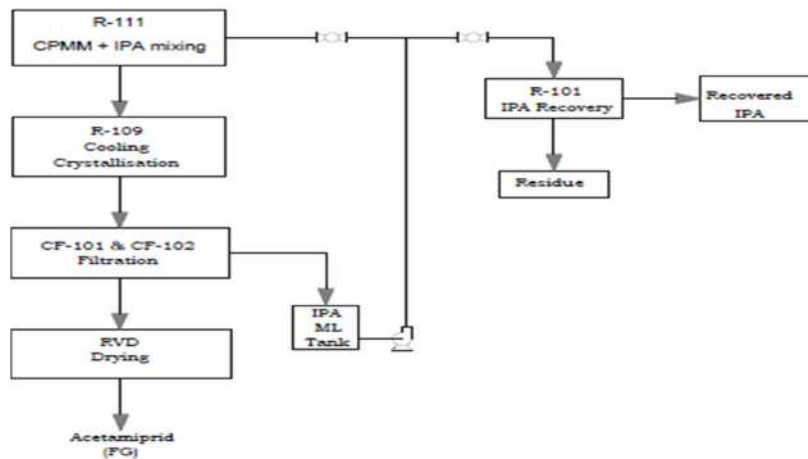 R-111
CPMM + IPA mixing
R-101
IPA Recovery
Recovered
IPA
R-109
Cooling
Crystallisation
Residue
CF-101 & CF-102
Filtration
IPA
ML
Tank
RVD
Drying
Acetamiprid
(FG)